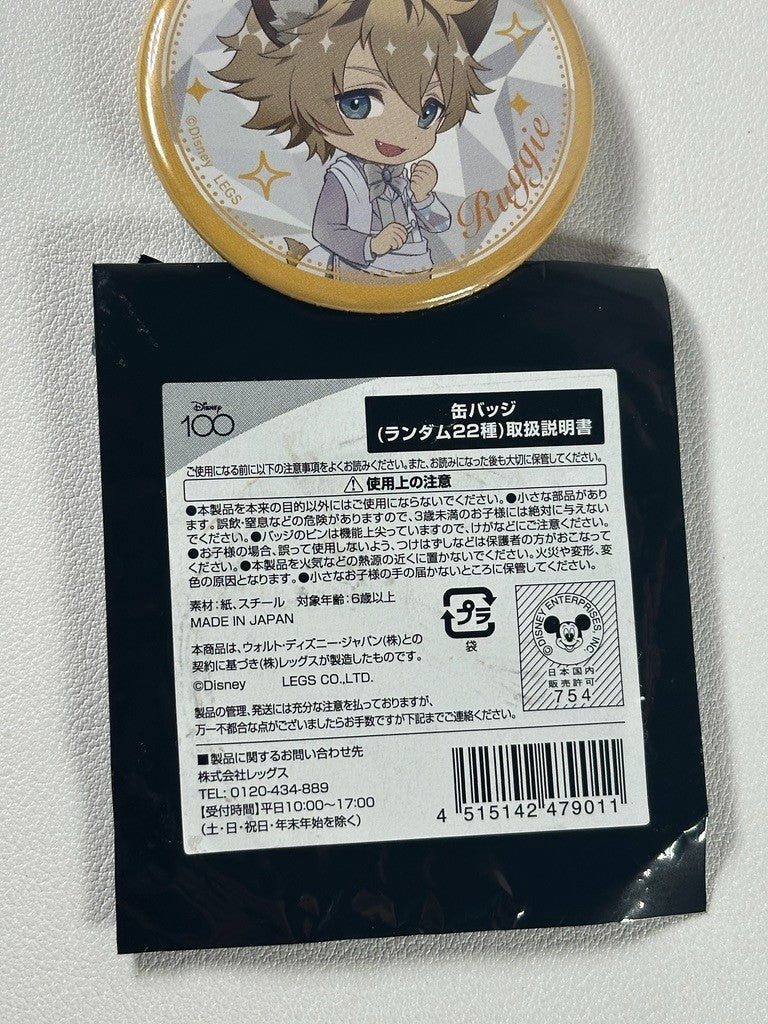 ©Disney LEGS
Ruggie
Disney
100
缶バッジ
(ランダム22種)取扱説明書
ご使用になる前に以下の注意事項をよくお読みください。また、お読みになった後も大切に保管してください。
⚠使用上の注意
●本製品を本来の目的以外にはご使用にならないでください。●小さな部品があり
ます。誤飲・窒息などの危険がありますので、3歳未満のお子様には絶対に与えない
でください。●バッジのピンは機能上尖っていますので、けがなどにご注意ください。
●お子様の場合、誤って使用しないよう、つけはずしなどは保護者の方がおこなって
ください。●本製品を火気などの熱源の近くに置かないでください。火災や変形、変
色の原因となります。●小さなお子様の手の届かないところに保管してください。
素材:紙、スチール 対象年齢:6歳以上
MADE IN JAPAN
プラ
袋
本商品は、ウォルト・ディズニー・ジャパン(株)との
契約に基づき(株)レッグスが製造したものです。
©Disney LEGS CO.,LTD.
©DISNEY ENTERPRISES, INC.
日本国内
販売許可
754
製品の管理、発送には充分な注意を払っておりますが、
万一不都合な点がございましたらお手数ですが下記までご連絡ください。
■製品に関するお問い合わせ先
株式会社レッグス
TEL:0120-434-889
【受付時間】平日10:00〜17:00
(土・日・祝日・年末年始を除く)
4 515142 479011